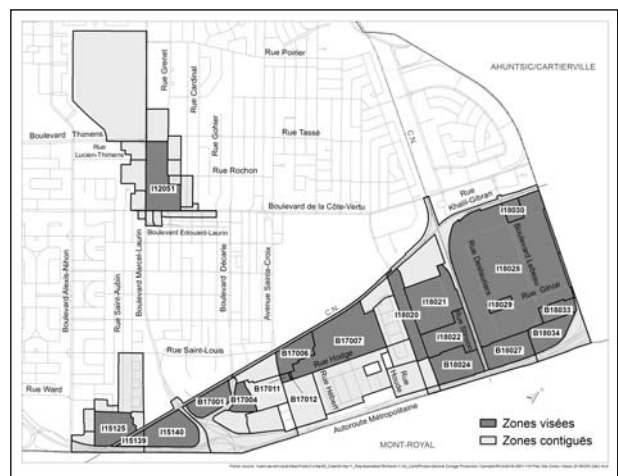 Rue Poirier
AHUNTSIC/CARTIERVILLE
Rue Grenet
Rue Cardinal
Rue Gohier
C.N.
Boulevard Thimens
Rue
Lucien-Thimens
Rue Tassé
Rue Rochon
I12051
Rue
Khalil-Gibran
Boulevard de la Côte-Vertu
I18030
Boulevard Édouard-Laurin
Boulevard Alexis-Nihon
Rue Saint-Aubin
Boulevard Marcel-Laurin
Boulevard Décarie
Avenue Sainte-Croix
Rue Deslauriers
Boulevard Lebeau
I18028
Rue Ginçe
C.N.
I18021
I18029
I18020
B18033
B17007
I18022
B18034
Rue Saint-Louis
B17006
Rue Hodge
B18027
B17011
B18024
Rue Ward
B17001
B17004
B17012
Rue Hébert
Rue Houde
I15125
I15140
I15139
Autoroute Métropolitaine
MONT-ROYAL
Zones visées
Zones contiguës